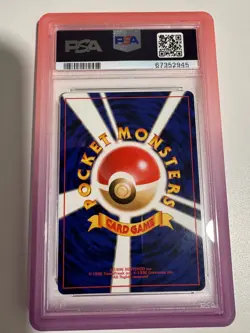 PSA
PSA
67352945
POCKET MONSTERS
CARD GAME